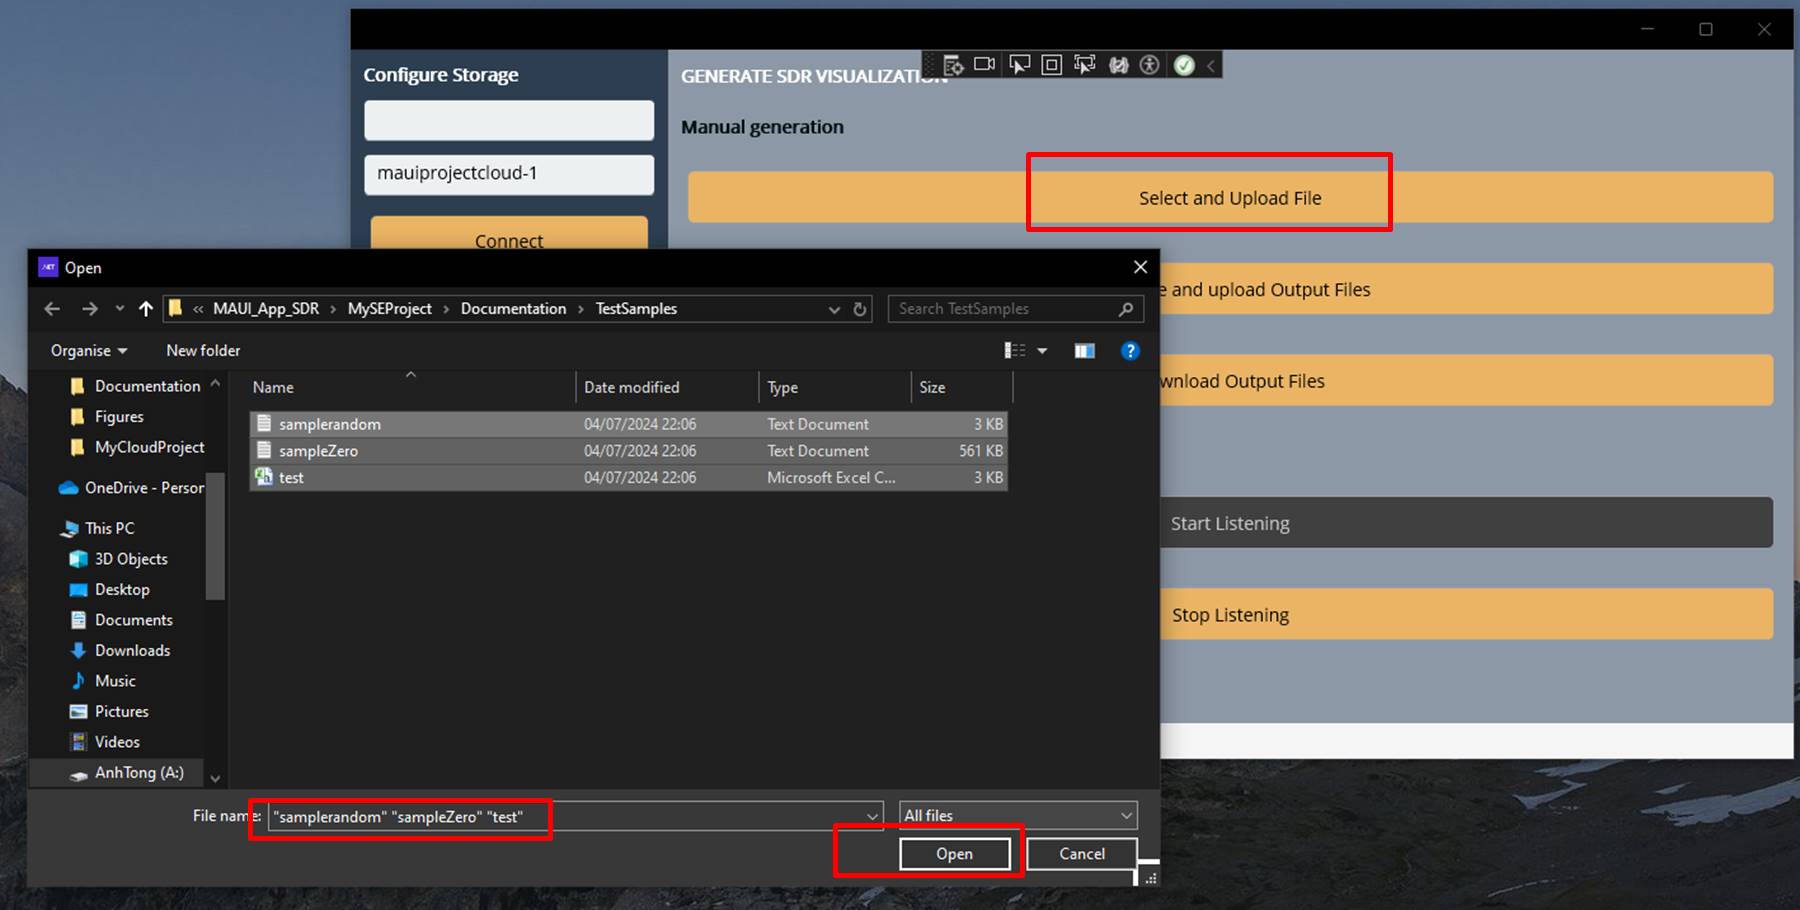 Configure Storage
GENERATE SDR VISUALIZATION
Manual generation
mauiprojectcloud-1
Select and Upload File
Connect
e and upload Output Files
wnload Output Files
Start Listening
Stop Listening
.NET Open
« MAUI_App_SDR › MySEProject › Documentation › TestSamples
Search TestSamples
Organise
New folder
?
Documentation
Figures
MyCloudProject
OneDrive - Person
This PC
3D Objects
Desktop
Documents
Downloads
Music
Pictures
Videos
AnhTong (A:)
Name Date modified Type Size
samplerandom 04/07/2024 22:06 Text Document 3 KB
sampleZero 04/07/2024 22:06 Text Document 561 KB
test 04/07/2024 22:06 Microsoft Excel C... 3 KB
File name: "samplerandom" "sampleZero" "test"
All files
Open
Cancel